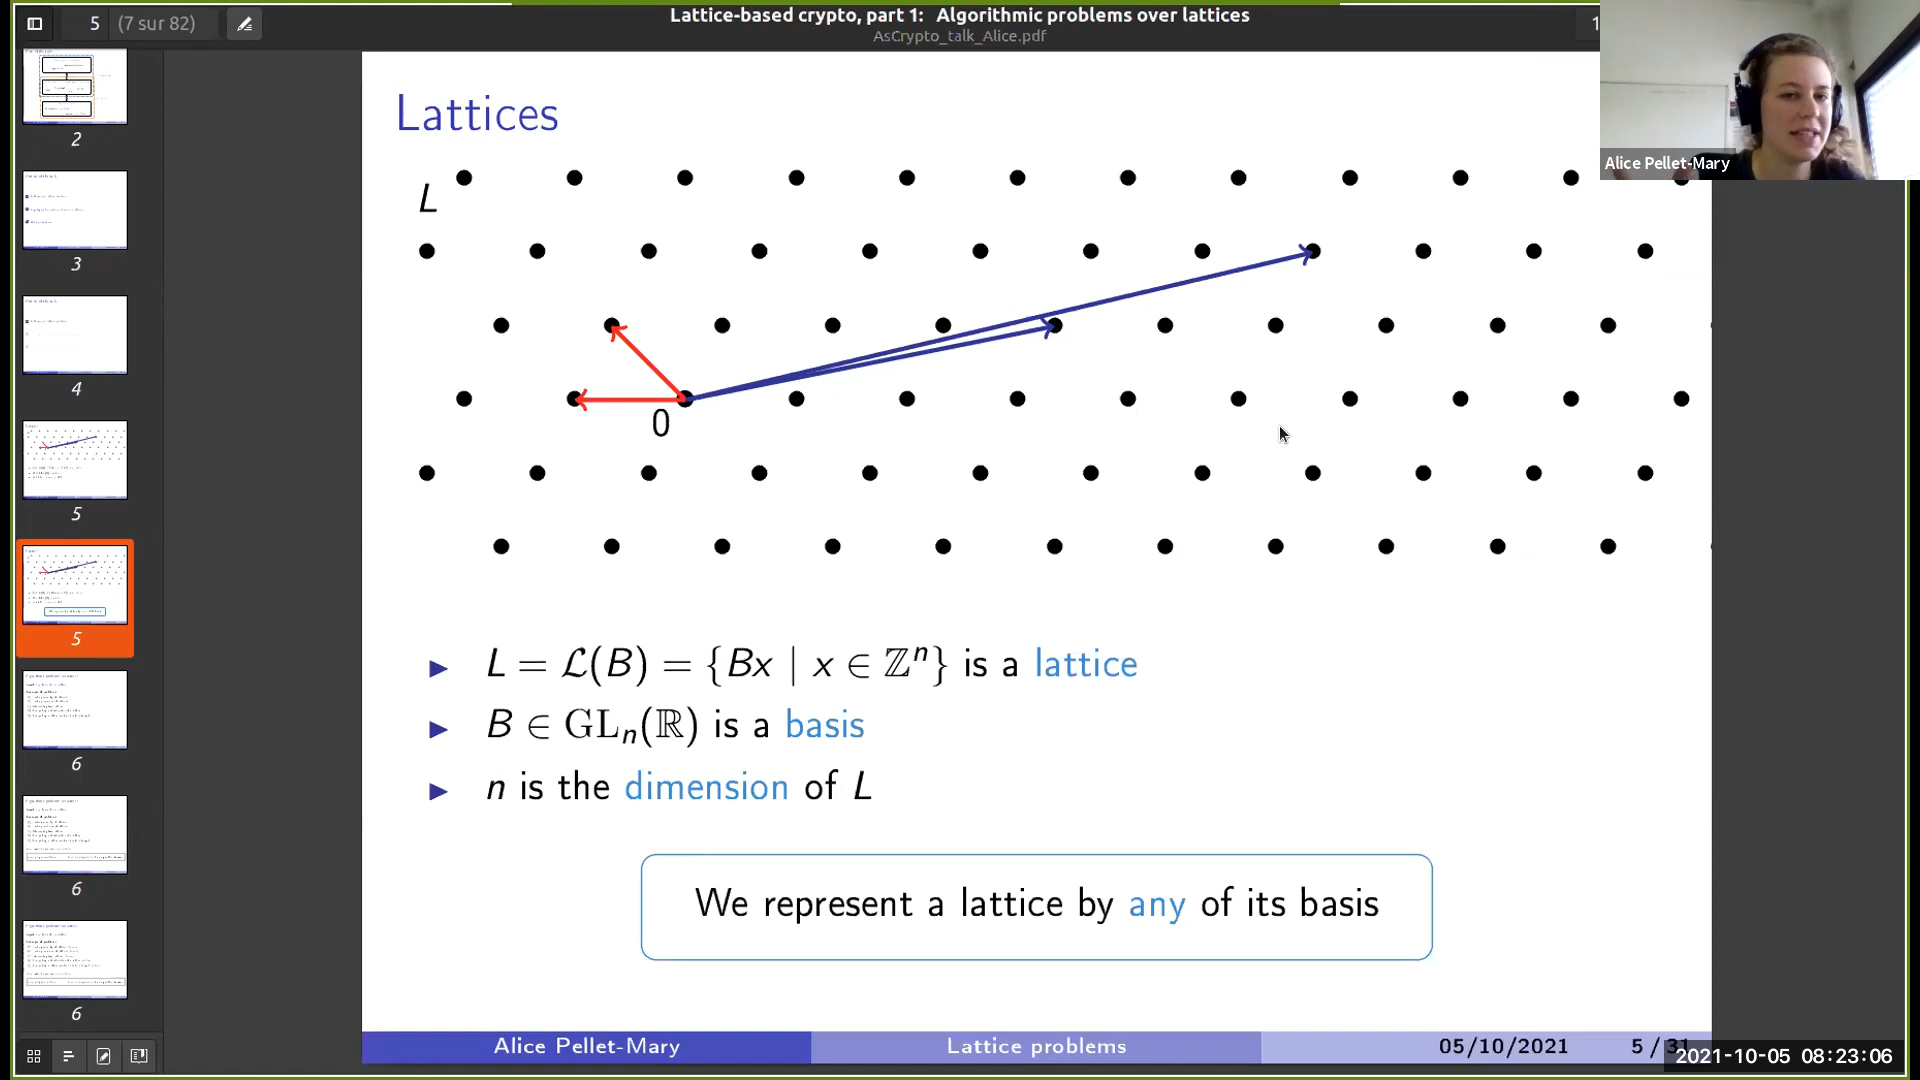 5 (7 sur 82)
Lattice-based crypto, part 1: Algorithmic problems over lattices
AsCrypto_talk_Alice.pdf
Alice Pellet-Mary
2
3
4
5
5
6
6
6
Lattices
L
0
► L = ℒ(B) = {Bx | x ∈ ℤⁿ} is a lattice
► B ∈ GLₙ(ℝ) is a basis
► n is the dimension of L
We represent a lattice by any of its basis
Alice Pellet-Mary Lattice problems 05/10/2021 5 / 31
2021-10-05 08:23:06